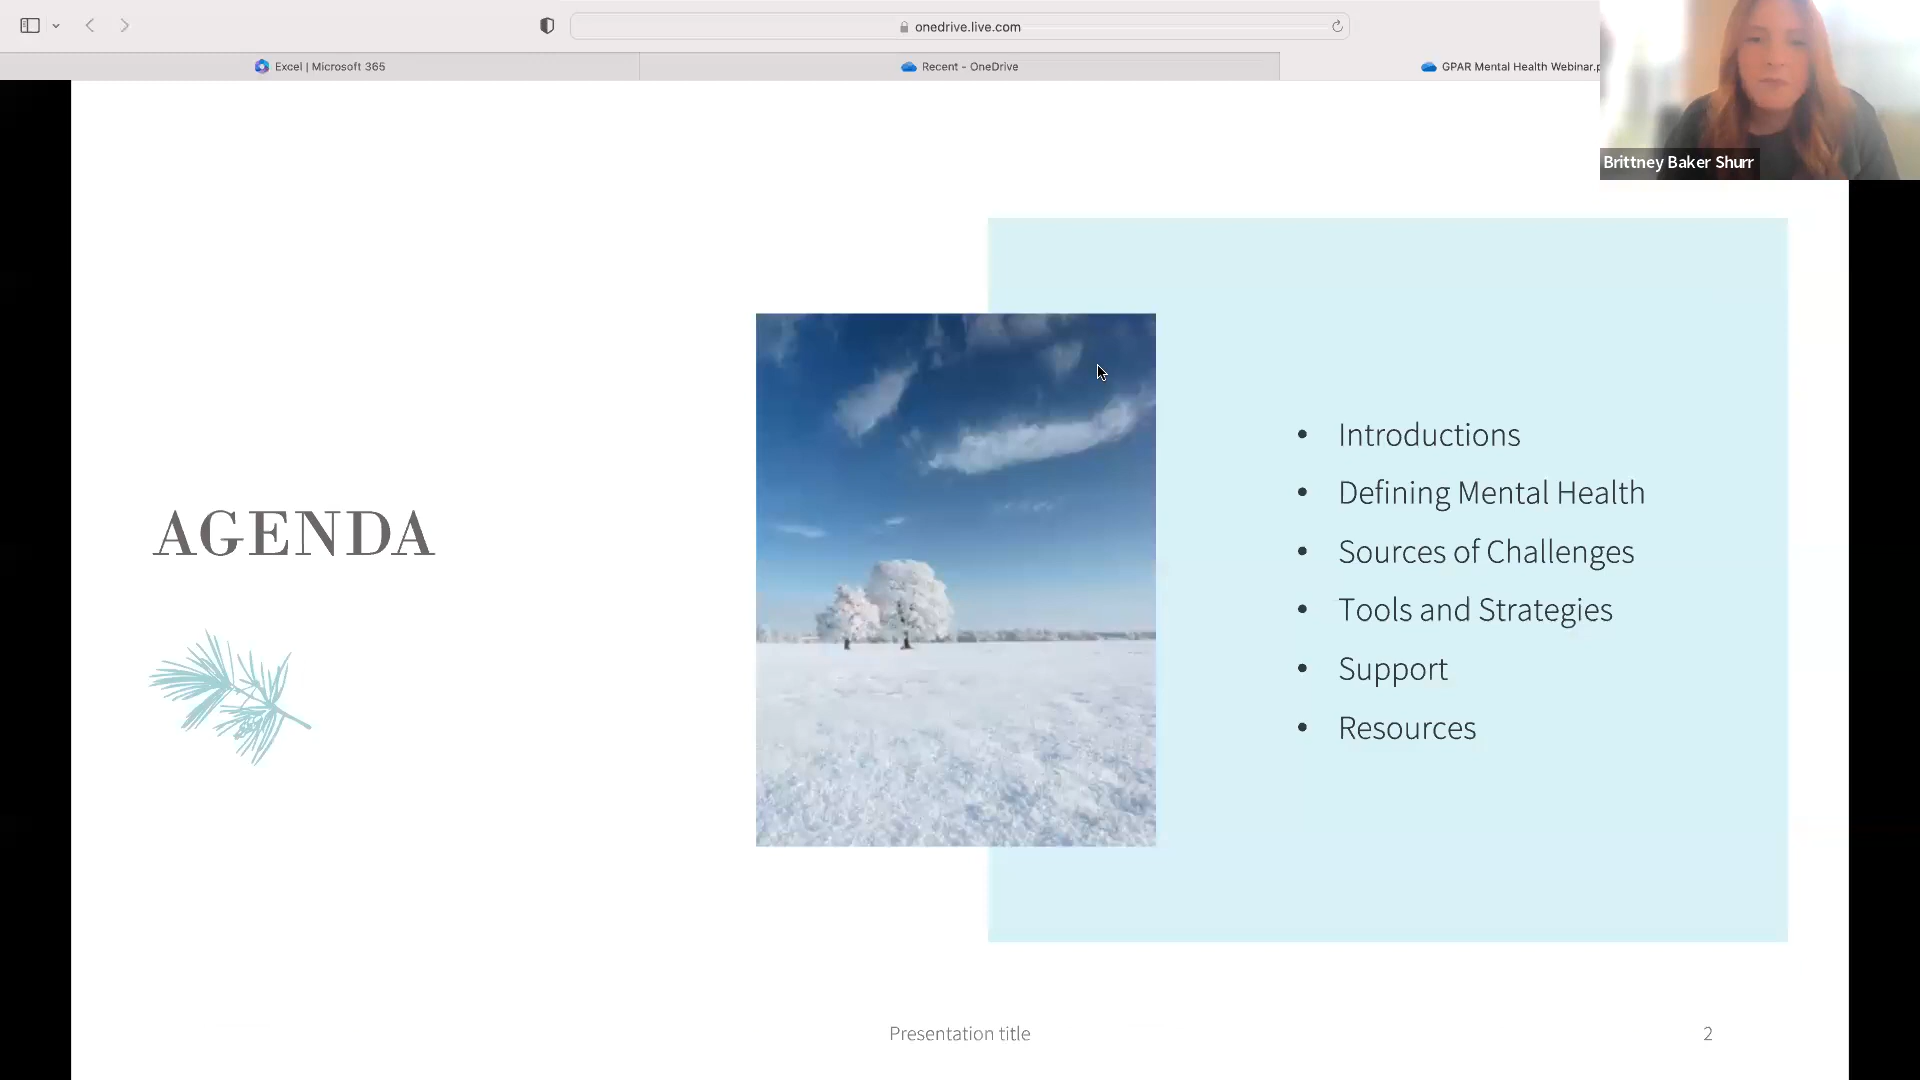 onedrive.live.com
Excel | Microsoft 365
Recent - OneDrive
GPAR Mental Health Webinar.p
Brittney Baker Shurr
AGENDA
• Introductions
• Defining Mental Health
• Sources of Challenges
• Tools and Strategies
• Support
• Resources
Presentation title
2